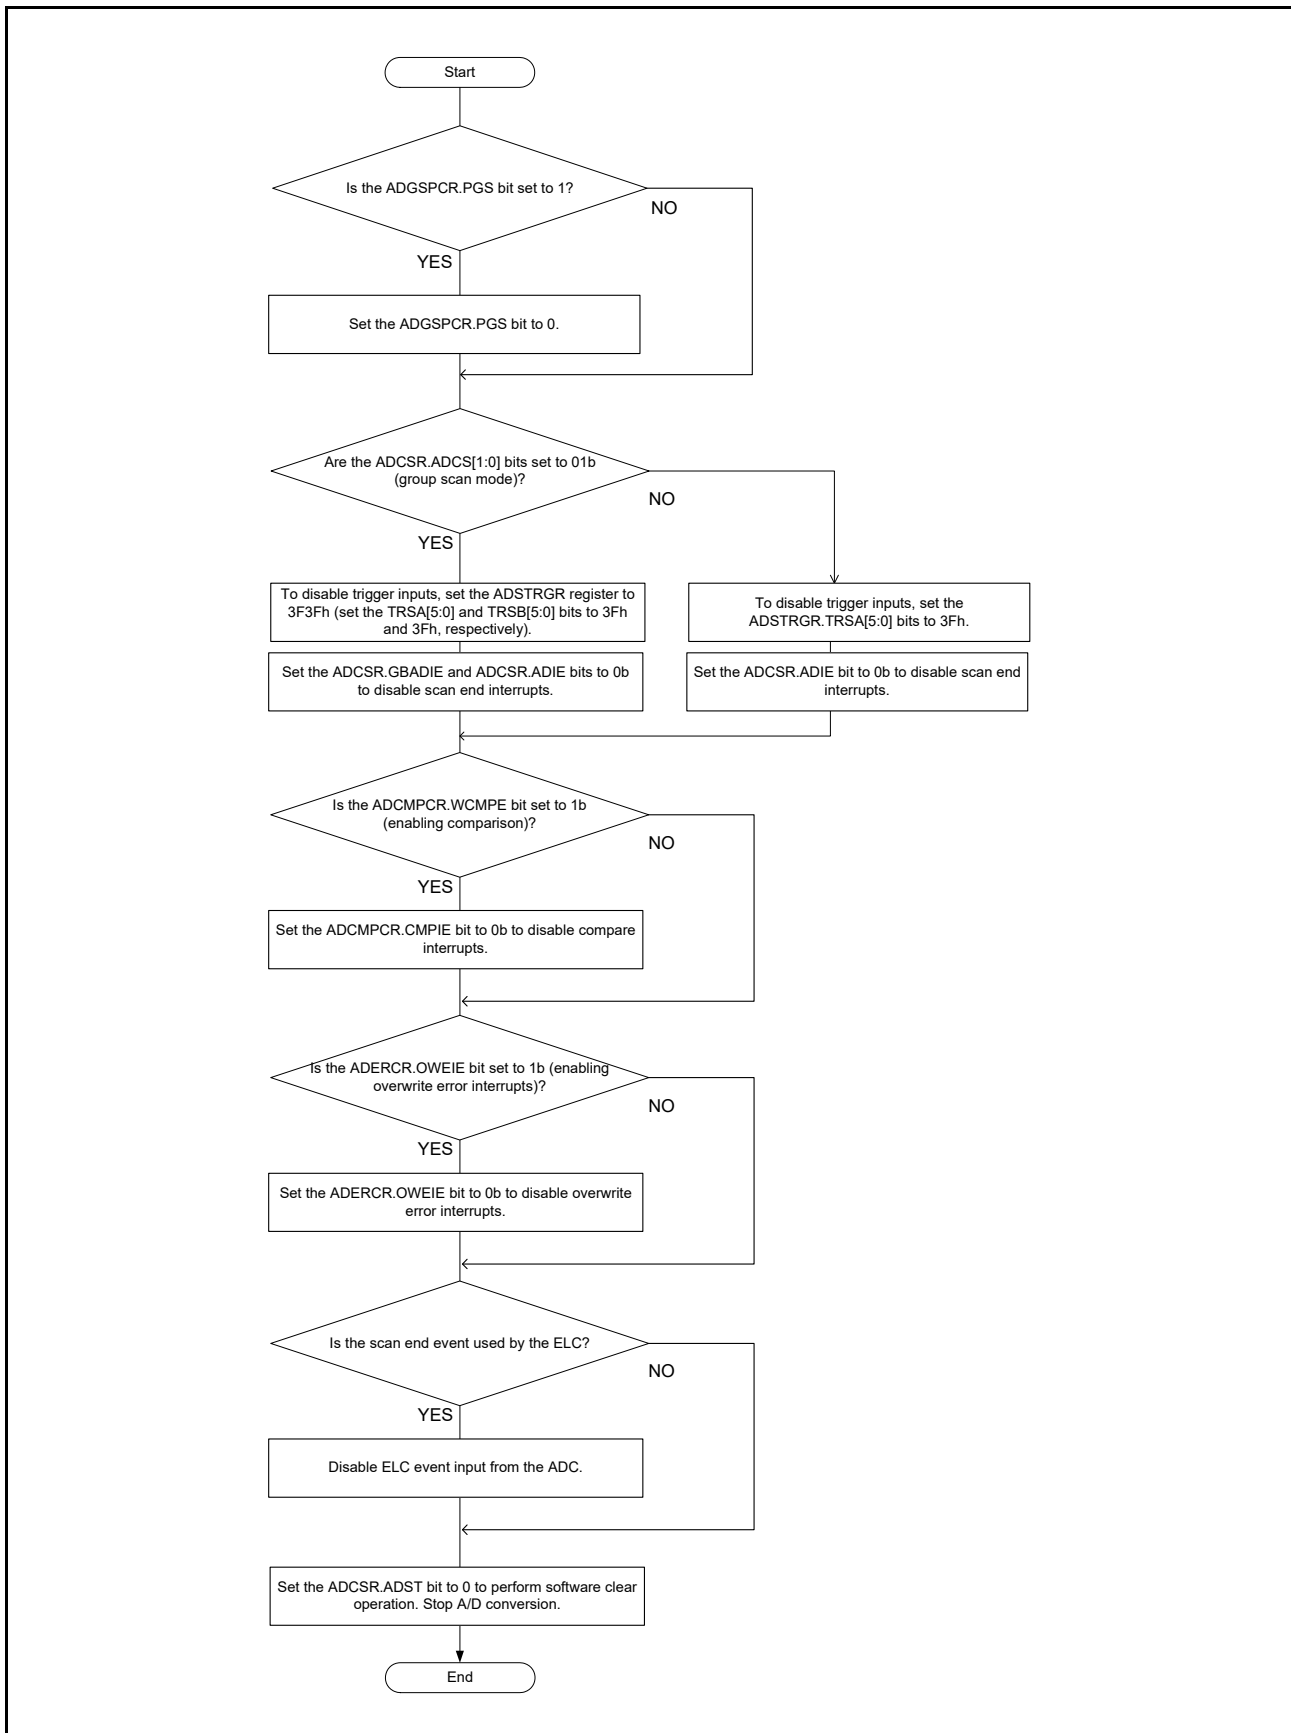 Start
Is the ADGSPCR.PGS bit set to 1?
NO
YES
Set the ADGSPCR.PGS bit to 0.
Are the ADCSR.ADCS[1:0] bits set to 01b
(group scan mode)?
NO
YES
To disable trigger inputs, set the ADSTRGR register to
3F3Fh (set the TRSA[5:0] and TRSB[5:0] bits to 3Fh
and 3Fh, respectively).
To disable trigger inputs, set the
ADSTRGR.TRSA[5:0] bits to 3Fh.
Set the ADCSR.GBADIE and ADCSR.ADIE bits to 0b
to disable scan end interrupts.
Set the ADCSR.ADIE bit to 0b to disable scan end
interrupts.
Is the ADCMPCR.WCMPE bit set to 1b
(enabling comparison)?
NO
YES
Set the ADCMPCR.CMPIE bit to 0b to disable compare
interrupts.
Is the ADERCR.OWEIE bit set to 1b (enabling
overwrite error interrupts)?
NO
YES
Set the ADERCR.OWEIE bit to 0b to disable overwrite
error interrupts.
Is the scan end event used by the ELC?
NO
YES
Disable ELC event input from the ADC.
Set the ADCSR.ADST bit to 0 to perform software clear
operation. Stop A/D conversion.
End